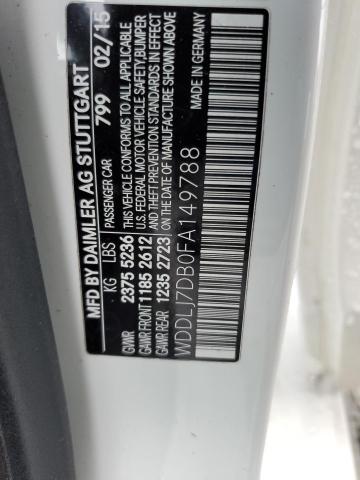 MFD BY DAIMLER AG STUTTGART
PASSENGER CAR 799 02/15
KG LBS THIS VEHICLE CONFORMS TO ALL APPLICABLE
GVWR 2375 5236 U.S. FEDERAL MOTOR VEHICLE SAFETY,BUMPER
GAWR FRONT 1185 2612 AND THEFT PREVENTION STANDARDS IN EFFECT
GAWR REAR 1235 2723 ON THE DATE OF MANUFACTURE SHOWN ABOVE
MADE IN GERMANY
WDDLJ7DB0FA149788